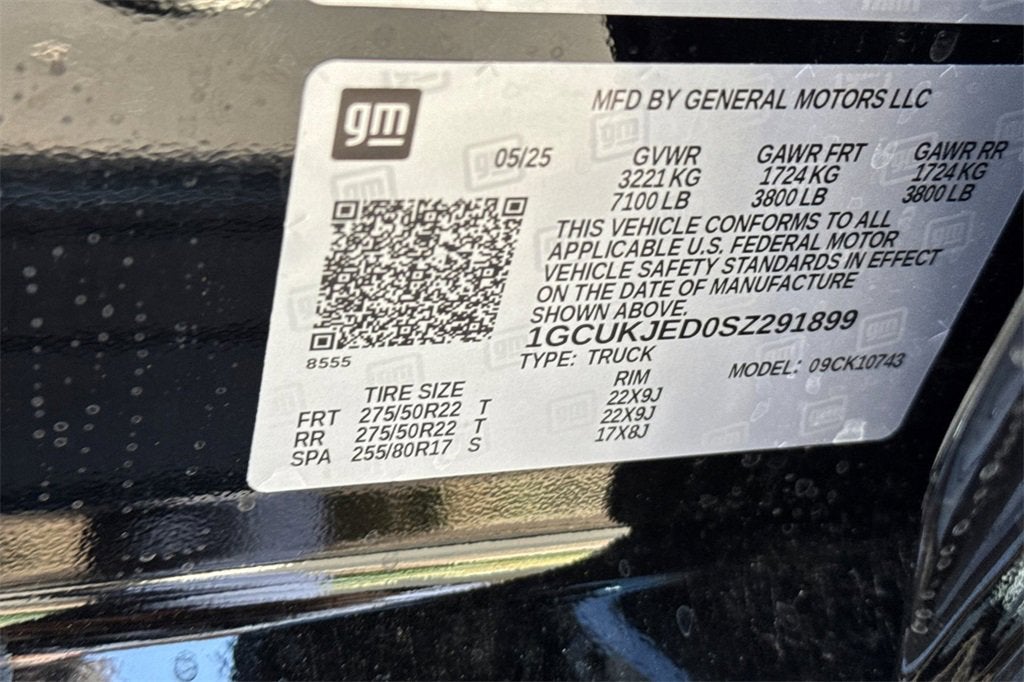 gm
MFD BY GENERAL MOTORS LLC
05/25
GVWR GAWR FRT GAWR RR
3221 KG 1724 KG 1724 KG
7100 LB 3800 LB 3800 LB
THIS VEHICLE CONFORMS TO ALL
APPLICABLE U.S. FEDERAL MOTOR
VEHICLE SAFETY STANDARDS IN EFFECT
ON THE DATE OF MANUFACTURE
SHOWN ABOVE.
1GCUKJED0SZ291899
8555
TYPE: TRUCK MODEL: 09CK10743
TIRE SIZE RIM
FRT 275/50R22 T 22X9J
RR 275/50R22 T 22X9J
SPA 255/80R17 S 17X8J